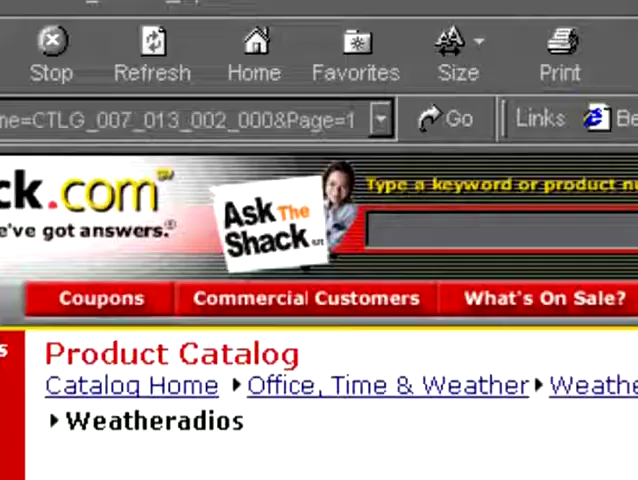 Stop Refresh Home Favorites Size Print
ne=CTLG_007_013_002_000&Page=1 Go Links Be
ck.com
Type a keyword or product nu
Ask The Shack
e've got answers.®
Coupons Commercial Customers What's On Sale?
s
Product Catalog
Catalog Home Office, Time & Weather Weathe
Weatheradios